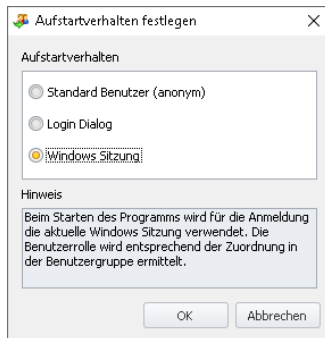 Aufstartverhalten festlegen
Aufstartverhalten
Standard Benutzer (anonym)
Login Dialog
Windows Sitzung
Hinweis
Beim Starten des Programms wird für die Anmeldung
die aktuelle Windows Sitzung verwendet. Die
Benutzerrolle wird entsprechend der Zuordnung in
der Benutzergruppe ermittelt.
OK Abbrechen